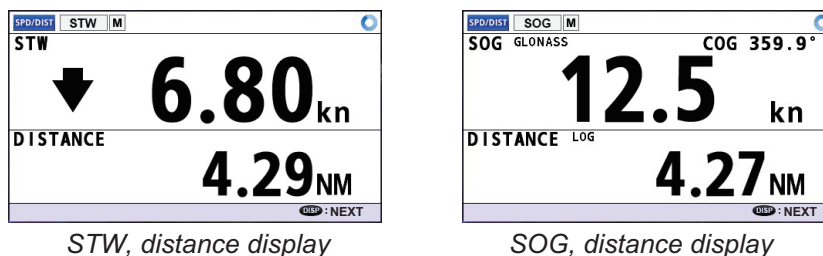 SPD/DIST STW M
STW
6.80kn
DISTANCE
4.29NM
DISP : NEXT
STW, distance display
SPD/DIST SOG M
SOG GLONASS COG 359.9°
12.5 kn
DISTANCE LOG
4.27NM
DISP : NEXT
SOG, distance display